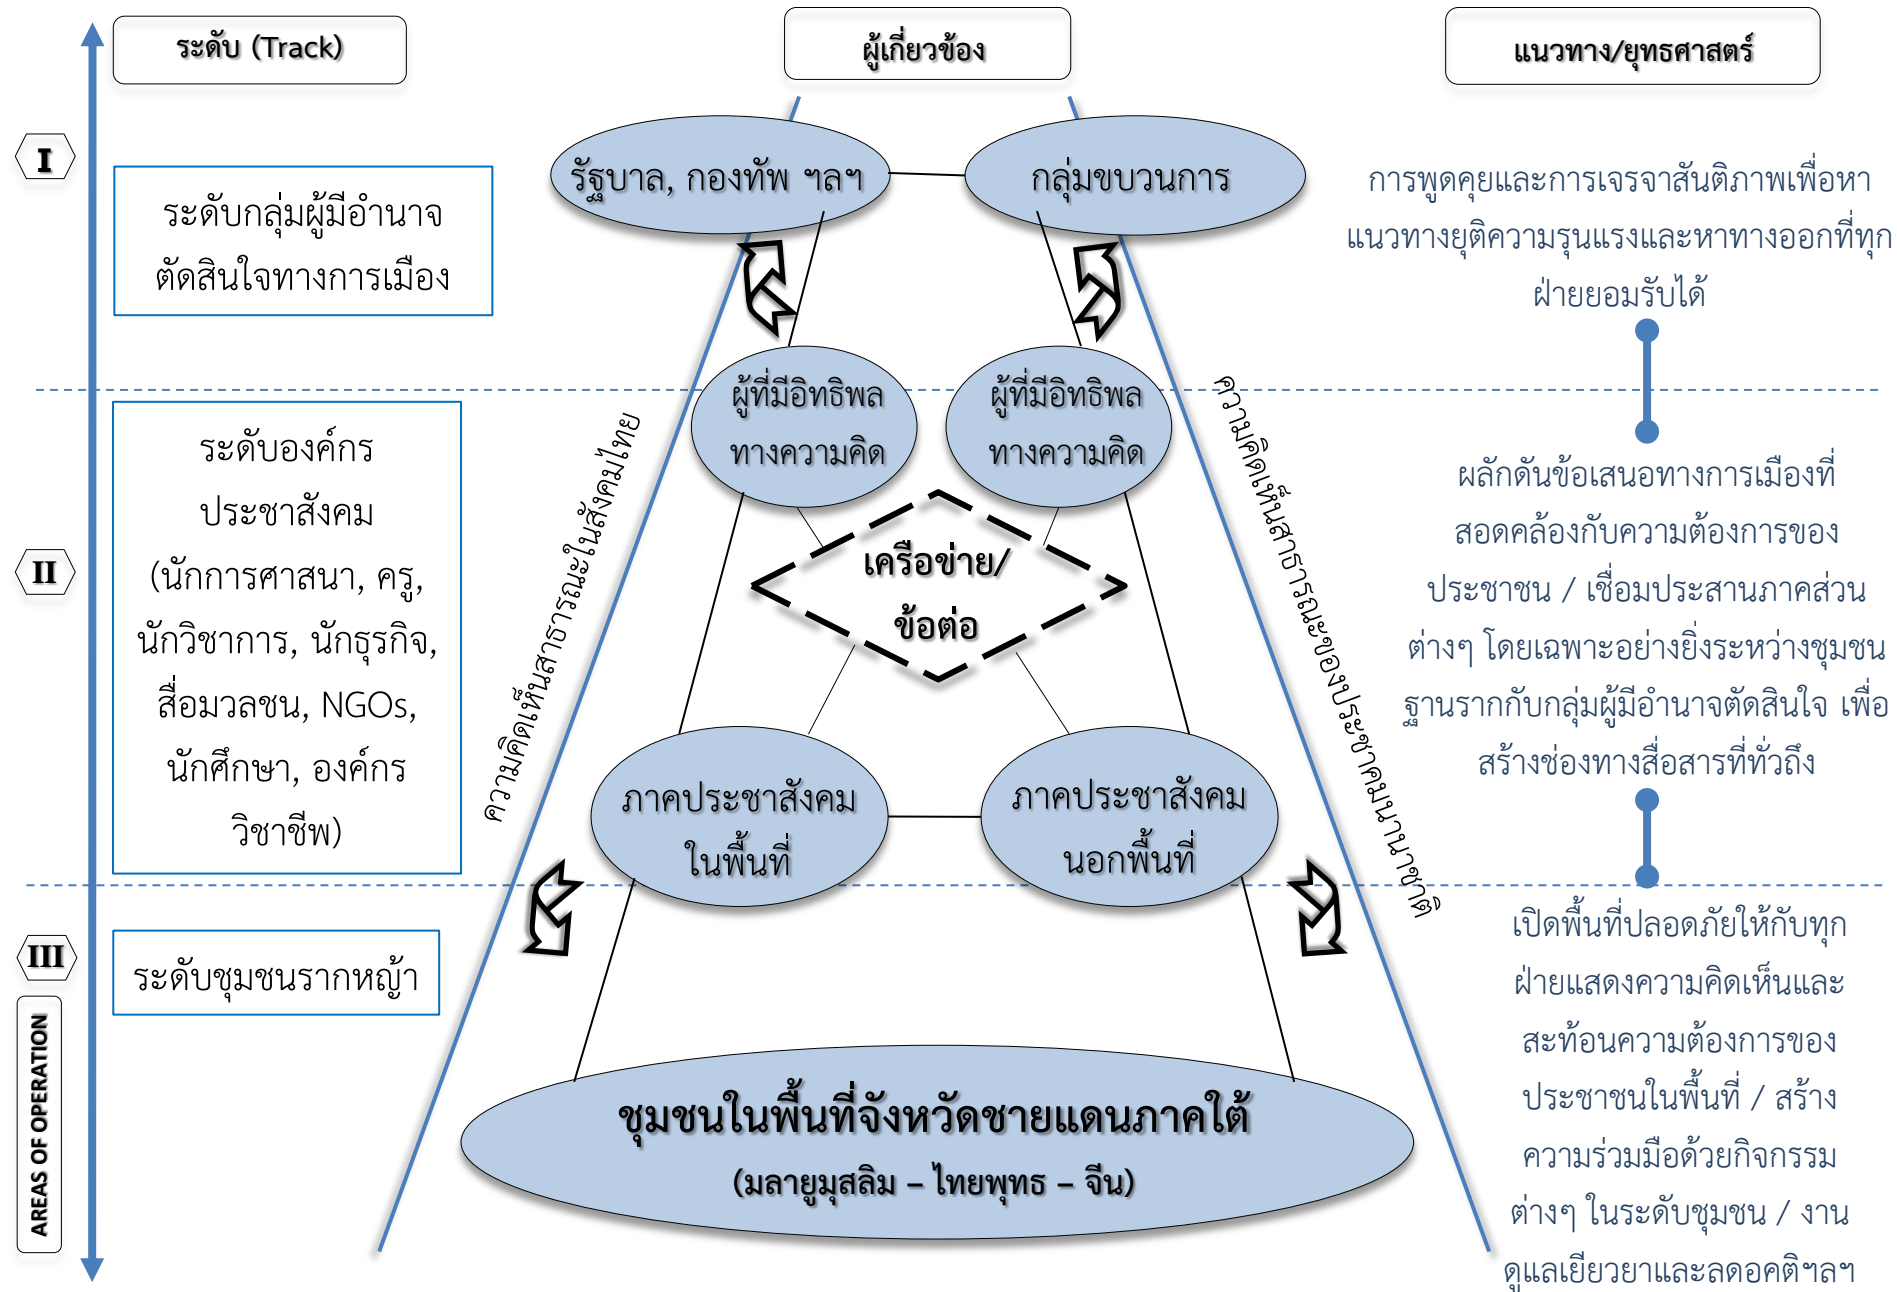 ระดับ (Track)
ผู้เกี่ยวข้อง
แนวทาง/ยุทธศาสตร์
I
ระดับกลุ่มผู้มีอำนาจ
ตัดสินใจทางการเมือง
รัฐบาล, กองทัพ ฯลฯ
กลุ่มขบวนการ
การพูดคุยและการเจรจาสันติภาพเพื่อหา
แนวทางยุติความรุนแรงและหาทางออกที่ทุก
ฝ่ายยอมรับได้
II
ระดับองค์กร
ประชาสังคม
(นักการศาสนา, ครู,
นักวิชาการ, นักธุรกิจ,
สื่อมวลชน, NGOs,
นักศึกษา, องค์กร
วิชาชีพ)
ความคิดเห็นสาธารณะในสังคมไทย
ผู้ที่มีอิทธิพล
ทางความคิด
ผู้ที่มีอิทธิพล
ทางความคิด
เครือข่าย/
ข้อต่อ
ภาคประชาสังคม
ในพื้นที่
ภาคประชาสังคม
นอกพื้นที่
ความคิดเห็นสาธารณะของประชาคมนานาชาติ
ผลักดันข้อเสนอทางการเมืองที่
สอดคล้องกับความต้องการของ
ประชาชน / เชื่อมประสานภาคส่วน
ต่างๆ โดยเฉพาะอย่างยิ่งระหว่างชุมชน
ฐานรากกับกลุ่มผู้มีอำนาจตัดสินใจ เพื่อ
สร้างช่องทางสื่อสารที่ทั่วถึง
III
ระดับชุมชนรากหญ้า
AREAS OF OPERATION
ชุมชนในพื้นที่จังหวัดชายแดนภาคใต้
(มลายูมุสลิม – ไทยพุทธ – จีน)
เปิดพื้นที่ปลอดภัยให้กับทุก
ฝ่ายแสดงความคิดเห็นและ
สะท้อนความต้องการของ
ประชาชนในพื้นที่ / สร้าง
ความร่วมมือด้วยกิจกรรม
ต่างๆ ในระดับชุมชน / งาน
ดูแลเยียวยาและลดอคติฯลฯ